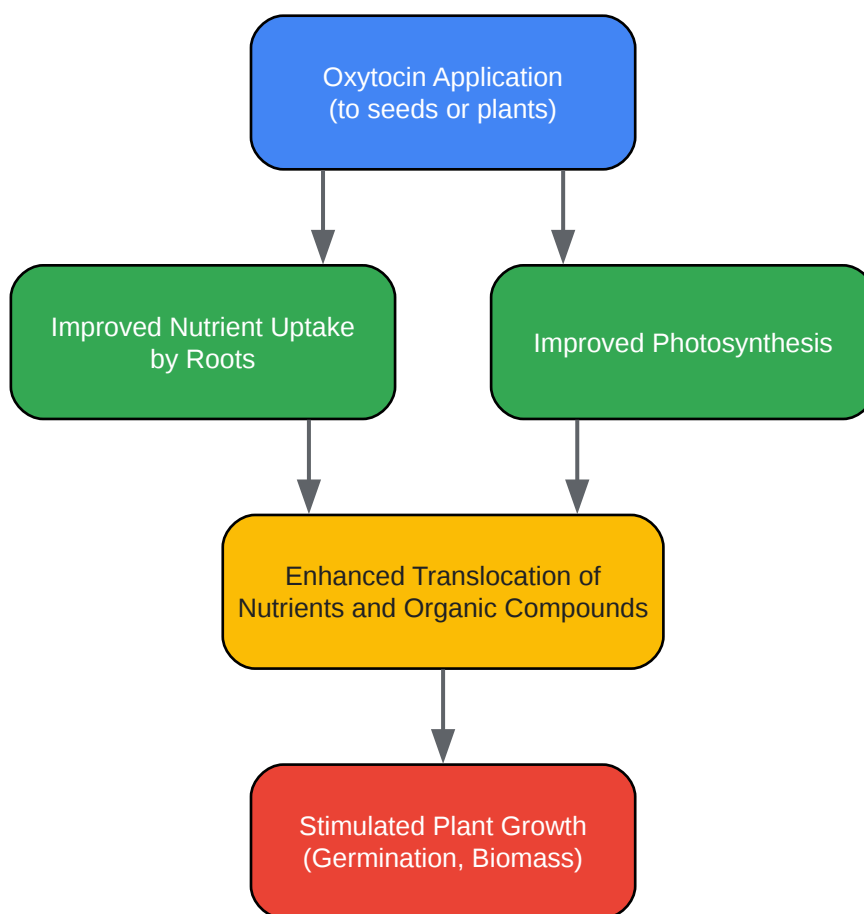 Oxytocin Application
(to seeds or plants)
Improved Nutrient Uptake
by Roots
Improved Photosynthesis
Enhanced Translocation of
Nutrients and Organic Compounds
Stimulated Plant Growth
(Germination, Biomass)